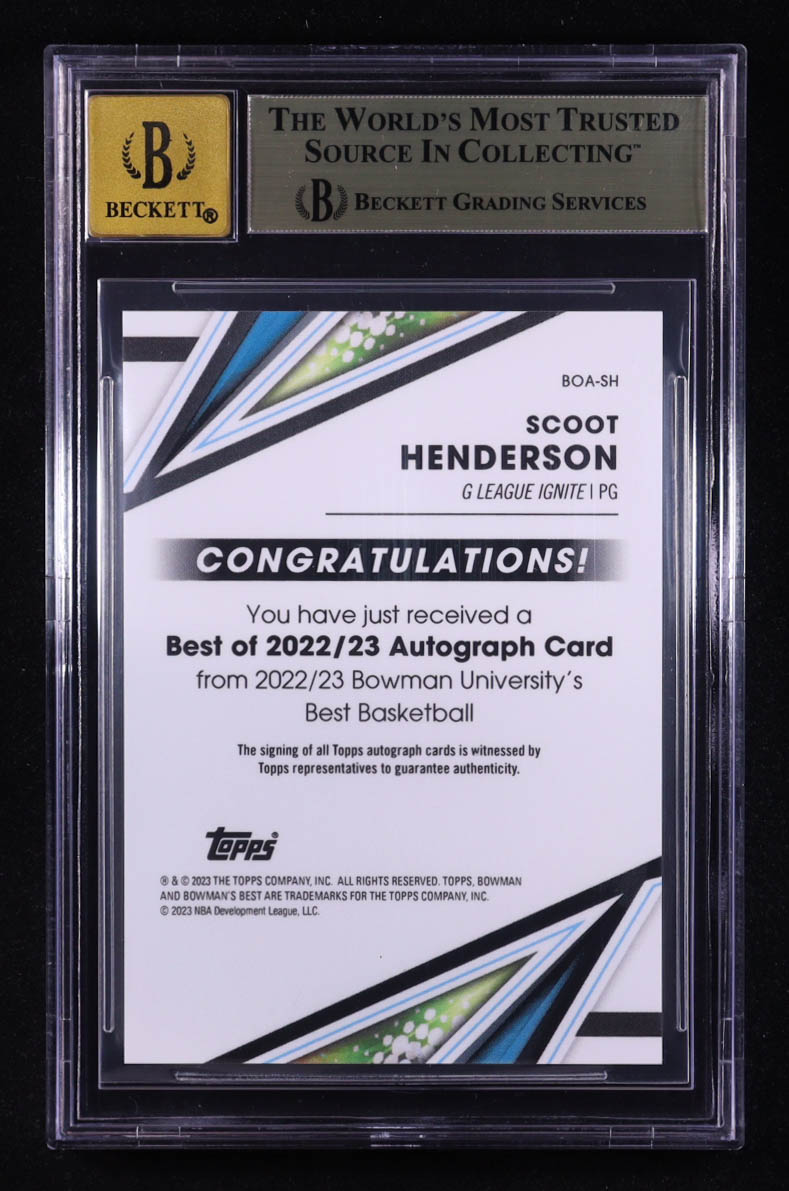 B
BECKETT®
THE WORLD'S MOST TRUSTED
SOURCE IN COLLECTING™
B BECKETT GRADING SERVICES
BOA-SH
SCOOT
HENDERSON
G LEAGUE IGNITE | PG
CONGRATULATIONS!
You have just received a
Best of 2022/23 Autograph Card
from 2022/23 Bowman University's
Best Basketball
The signing of all Topps autograph cards is witnessed by
Topps representatives to guarantee authenticity.
topps®
® & © 2023 THE TOPPS COMPANY, INC. ALL RIGHTS RESERVED. TOPPS, BOWMAN
AND BOWMAN'S BEST ARE TRADEMARKS FOR THE TOPPS COMPANY, INC.
© 2023 NBA Development League, LLC.